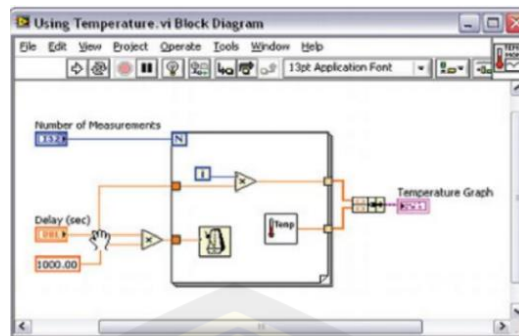 Using Temperature.vi Block Diagram
File Edit View Project Operate Tools Window Help
13pt Application Font
Number of Measurements
I32
N
i
Temperature Graph
Delay (sec)
DBL
Temp
1000.00